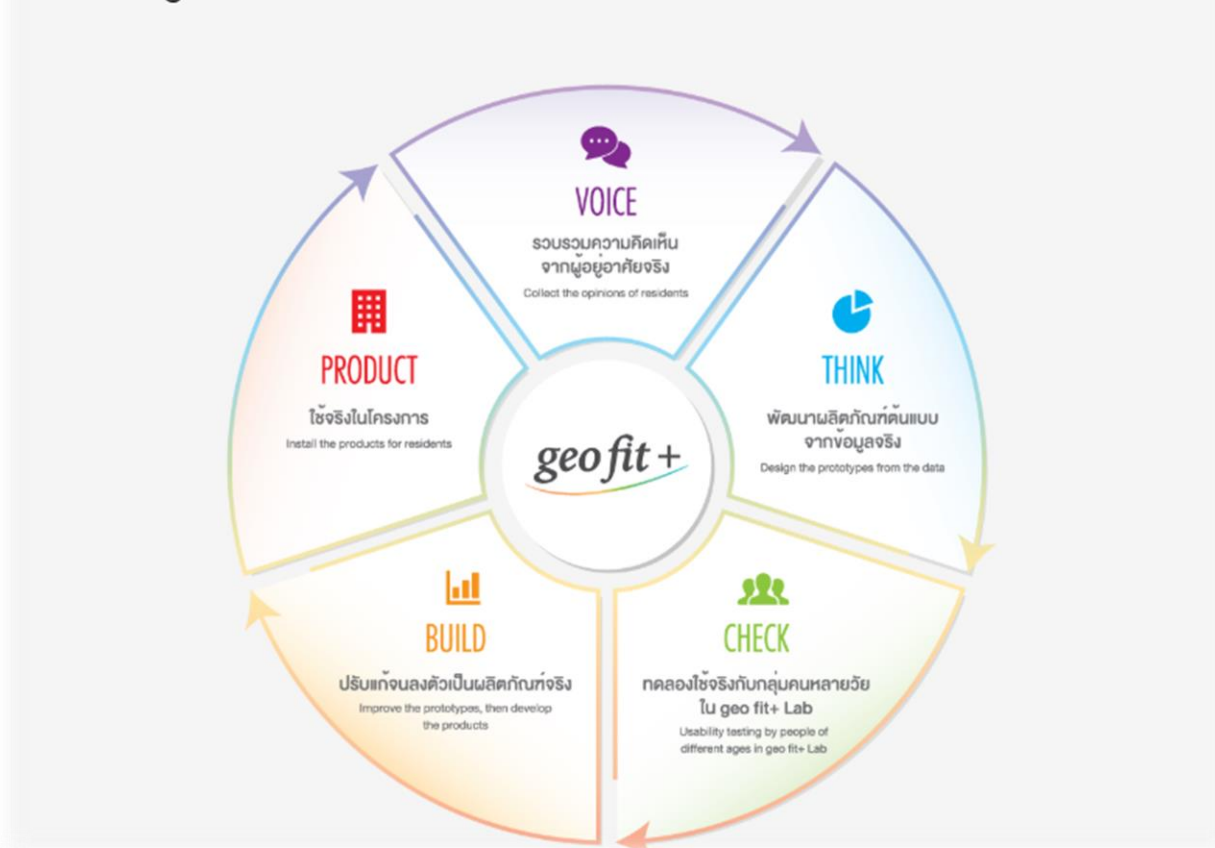 VOICE
รวบรวมความคิดเห็น
จากผู้อยู่อาศัยจริง
Collect the opinions of residents
THINK
พัฒนาผลิตภัณฑ์ต้นแบบ
จากข้อมูลจริง
Design the prototypes from the data
CHECK
ทดลองใช้จริงกับกลุ่มคนหลายวัย
ใน geo fit+ Lab
Usability testing by people of
different ages in geo fit+ Lab
BUILD
ปรับแก้จนลงตัวเป็นผลิตภัณฑ์จริง
Improve the prototypes, then develop
the products
PRODUCT
ใช้จริงในโครงการ
Install the products for residents
geo fit +